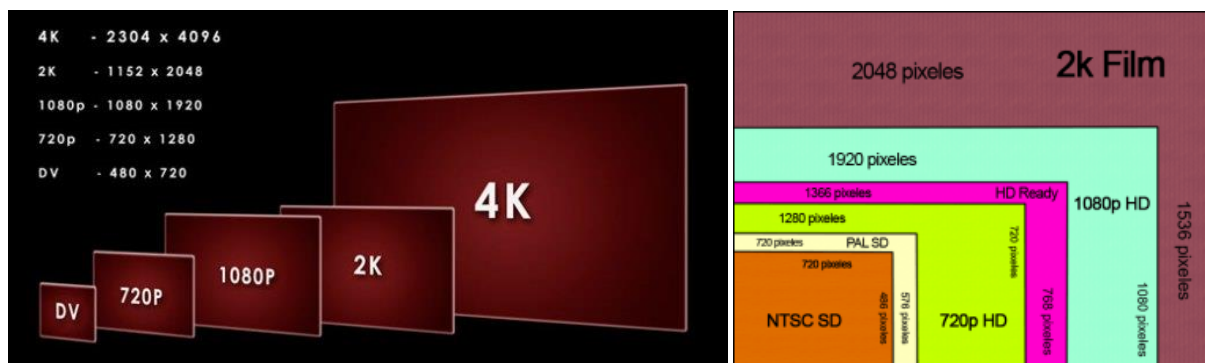 4K - 2304 x 4096
2K - 1152 x 2048
1080p - 1080 x 1920
720p - 720 x 1280
DV - 480 x 720
DV
720P
1080P
2K
4K
2k Film
2048 pixeles
1536 pixeles
1920 pixeles
1080p HD
1080 pixeles
1366 pixeles
HD Ready
768 pixeles
1280 pixeles
720 pixeles
720p HD
720 pixeles
PAL SD
576 pixeles
720 pixeles
486 pixeles
NTSC SD